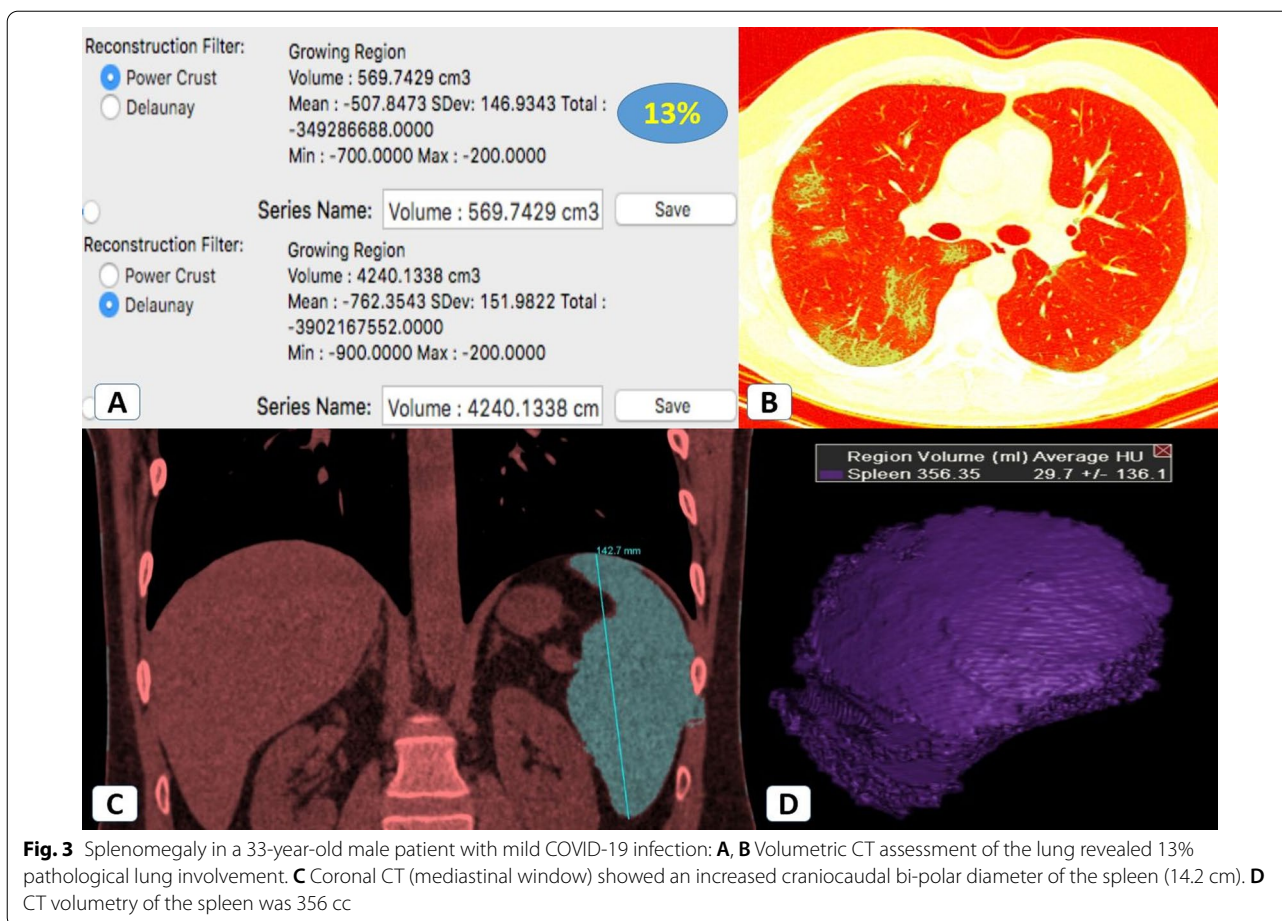 Reconstruction Filter:
Power Crust
Delaunay
Growing Region
Volume : 569.7429 cm3
Mean : -507.8473 SDev: 146.9343 Total :
-349286688.0000
Min : -700.0000 Max : -200.0000
13%
Series Name: Volume : 569.7429 cm3 Save
Reconstruction Filter:
Power Crust
Delaunay
Growing Region
Volume : 4240.1338 cm3
Mean : -762.3543 SDev: 151.9822 Total :
-3902167552.0000
Min : -900.0000 Max : -200.0000
Series Name: Volume : 4240.1338 cm Save
A
B
142.7 mm
C
Region Volume (ml) Average HU
Spleen 356.35 29.7 +/- 136.1
D
Fig. 3 Splenomegaly in a 33-year-old male patient with mild COVID-19 infection: A, B Volumetric CT assessment of the lung revealed 13%
pathological lung involvement. C Coronal CT (mediastinal window) showed an increased craniocaudal bi-polar diameter of the spleen (14.2 cm). D
CT volumetry of the spleen was 356 cc